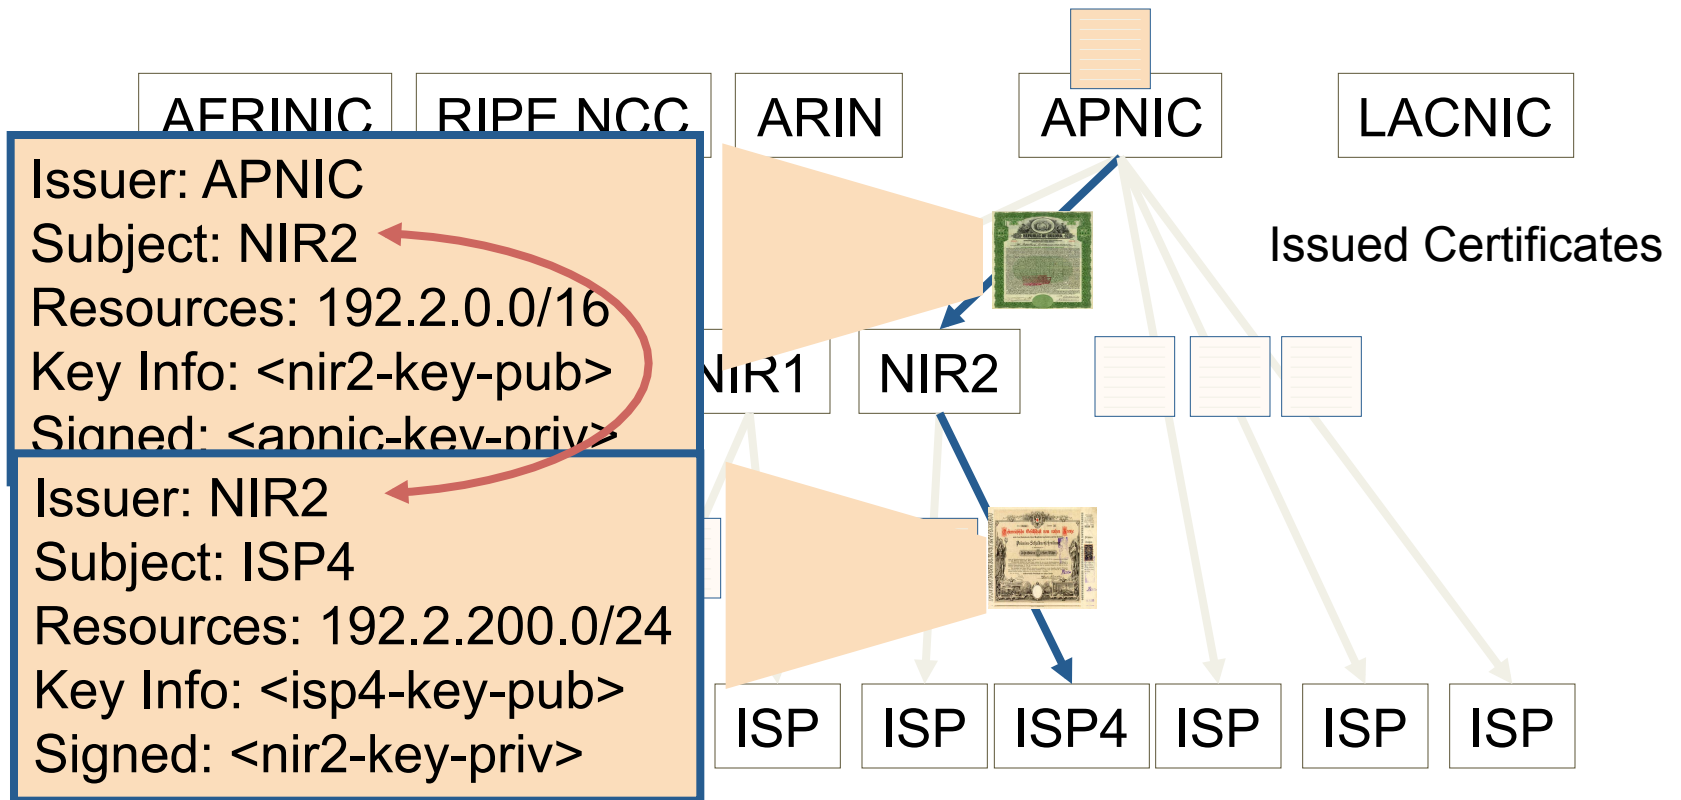 AFRINIC
RIPE NCC
ARIN
APNIC
LACNIC
Issuer: APNIC
Subject: NIR2
Resources: 192.2.0.0/16
Key Info: <nir2-key-pub>
Signed: <apnic-key-priv>
Issued Certificates
NIR1
NIR2
Issuer: NIR2
Subject: ISP4
Resources: 192.2.200.0/24
Key Info: <isp4-key-pub>
Signed: <nir2-key-priv>
ISP
ISP
ISP4
ISP
ISP
ISP